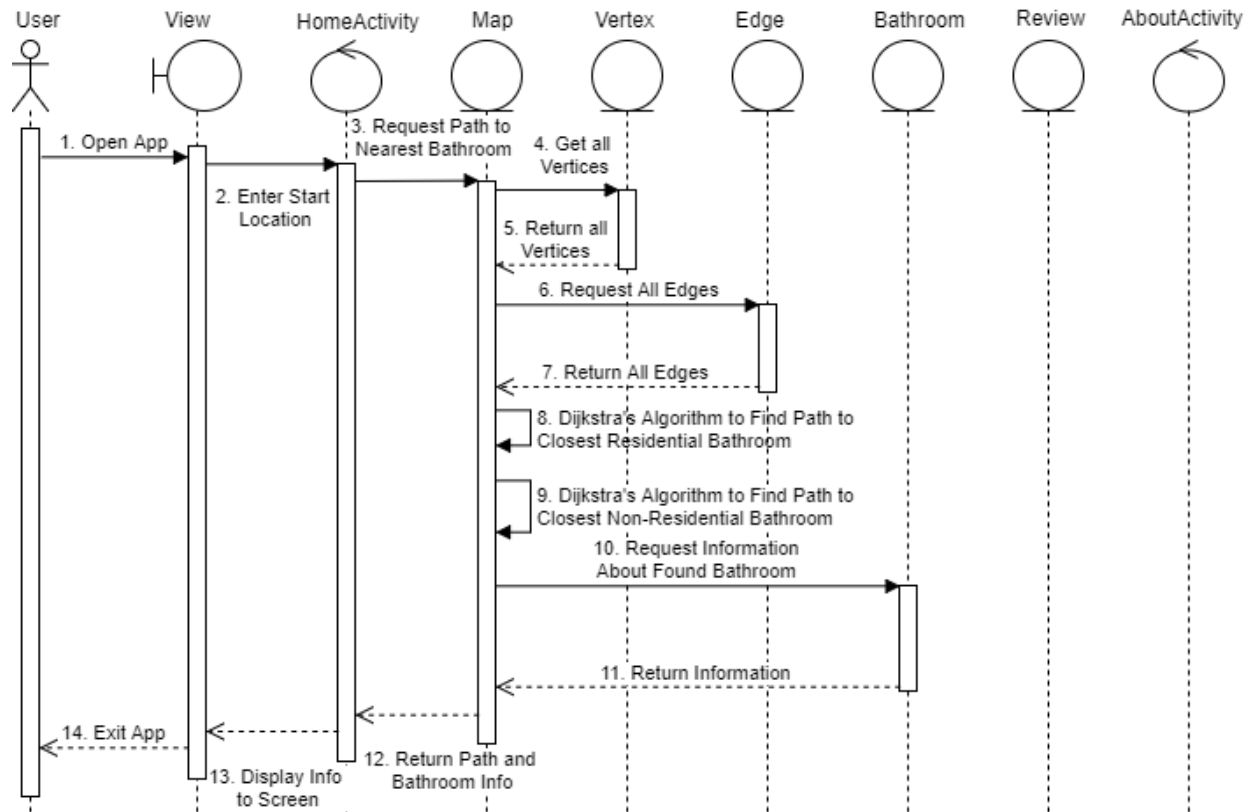 User
View
HomeActivity
Map
Vertex
Edge
Bathroom
Review
AboutActivity
1. Open App
2. Enter Start
Location
3. Request Path to
Nearest Bathroom
4. Get all
Vertices
5. Return all
Vertices
6. Request All Edges
7. Return All Edges
8. Dijkstra's Algorithm to Find Path to
Closest Residential Bathroom
9. Dijkstra's Algorithm to Find Path to
Closest Non-Residential Bathroom
10. Request Information
About Found Bathroom
11. Return Information
12. Return Path and
Bathroom Info
13. Display Info
to Screen
14. Exit App